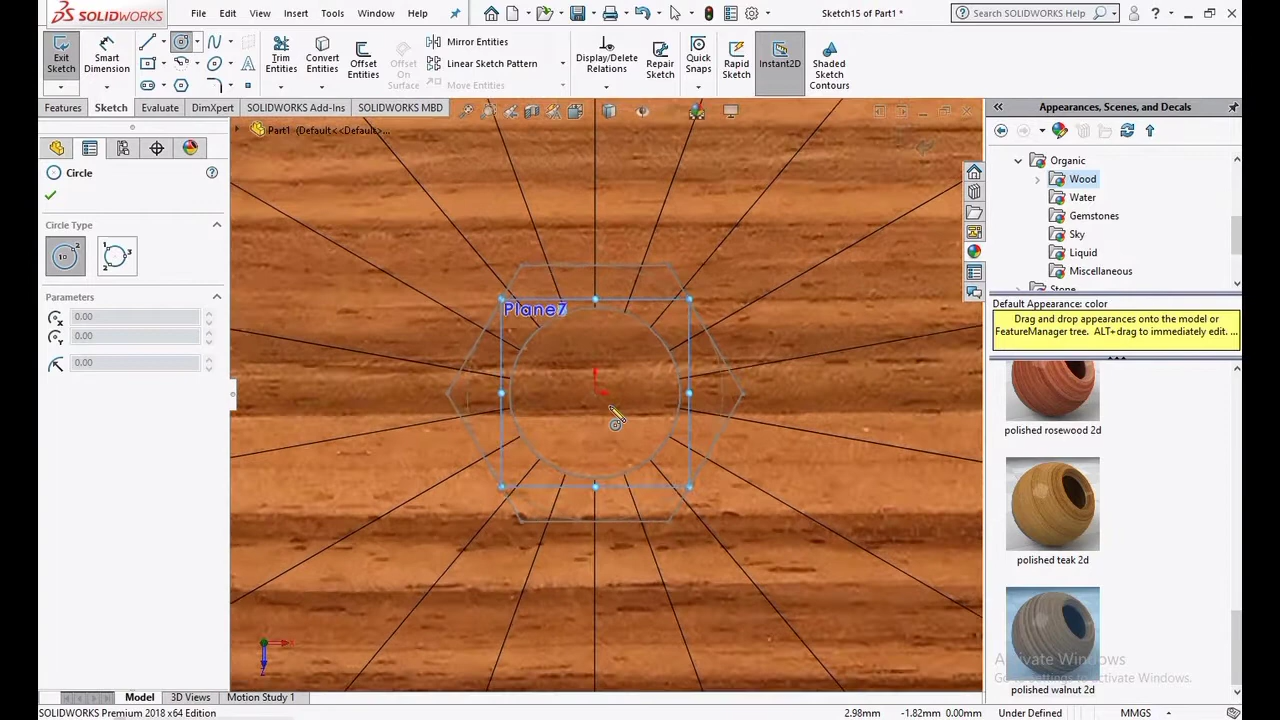 SOLIDWORKS
File Edit View Insert Tools Window Help
Sketch15 of Part1 *
Search SOLIDWORKS Help
Exit Sketch
Smart Dimension
Trim Entities
Convert Entities
Offset Entities
Offset On Surface
Mirror Entities
Linear Sketch Pattern
Move Entities
Display/Delete Relations
Repair Sketch
Quick Snaps
Rapid Sketch
Instant2D
Shaded Sketch Contours
Features Sketch Evaluate DimXpert SOLIDWORKS Add-Ins SOLIDWORKS MBD
Appearances, Scenes, and Decals
Part1 (Default<<Default>...
Circle
Circle Type
Parameters
0.00
0.00
0.00
Plane7
Organic
Wood
Water
Gemstones
Sky
Liquid
Miscellaneous
Default Appearance: color
Drag and drop appearances onto the model or
FeatureManager tree. ALT+drag to immediately edit. ...
polished rosewood 2d
polished teak 2d
polished walnut 2d
Activate Windows
Go to Settings to activate Windows.
Model 3D Views Motion Study 1
SOLIDWORKS Premium 2018 x64 Edition
2.98mm -1.82mm 0.00mm Under Defined MMGS